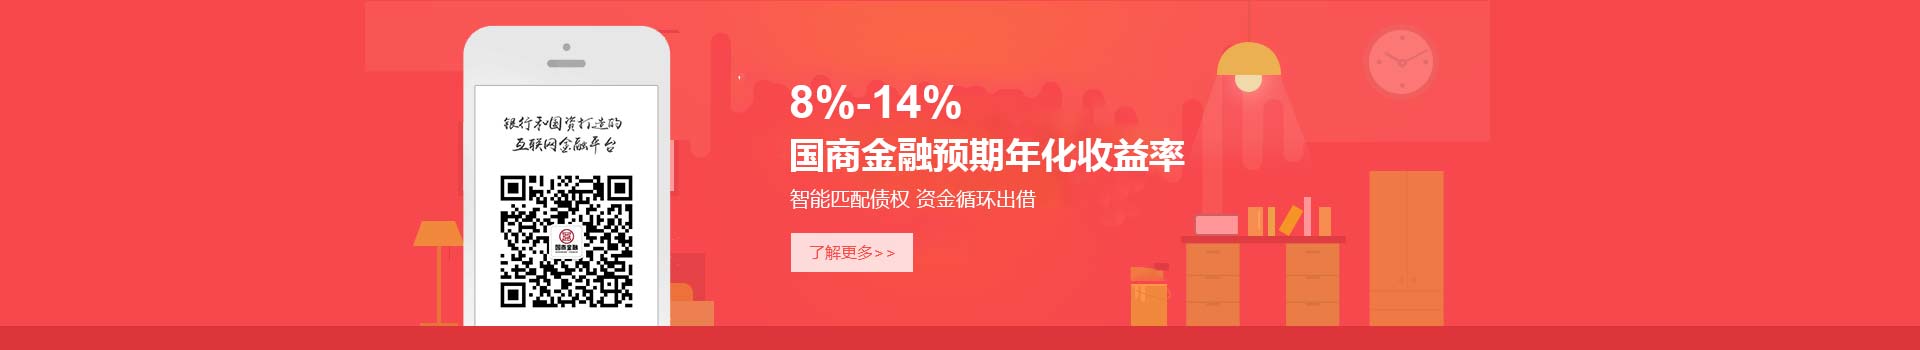 银行和国资打造的
互联网金融平台
国商金融
8%-14%
国商金融预期年化收益率
智能匹配债权 资金循环出借
了解更多>>